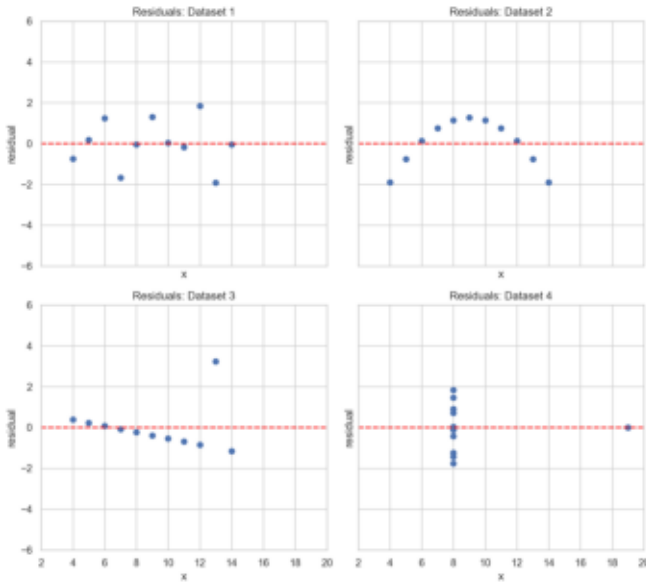 Residuals: Dataset 1
6
4
2
0
−2
−4
−6
residual
x
Residuals: Dataset 2
residual
x
Residuals: Dataset 3
6
4
2
0
−2
−4
−6
residual
2 4 6 8 10 12 14 16 18 20
x
Residuals: Dataset 4
residual
2 4 6 8 10 12 14 16 18 20
x